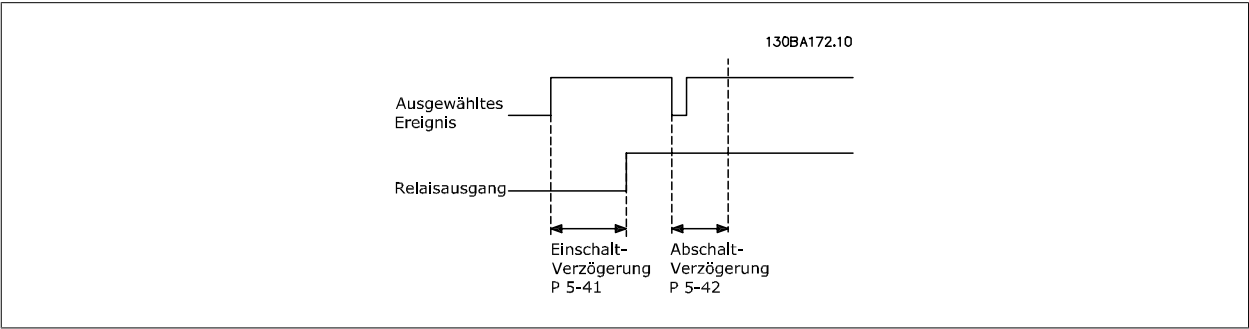 130BA172.10
Ausgewähltes
Ereignis
Relaisausgang
Einschalt-
Verzögerung
P 5-41
Abschalt-
Verzögerung
P 5-42